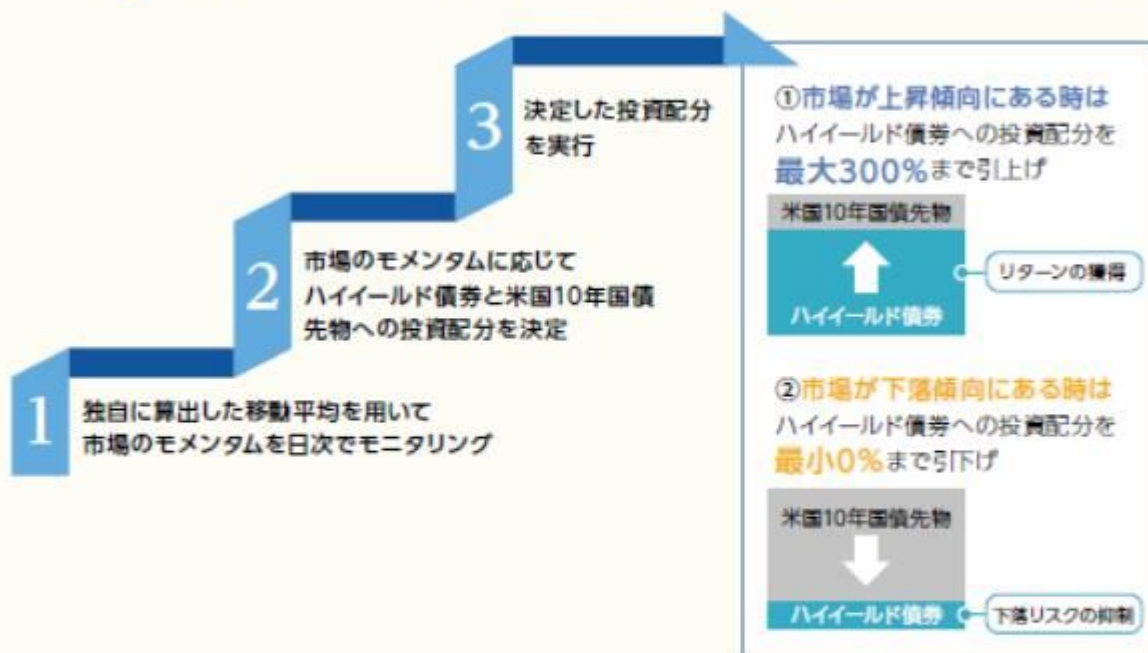 1
独自に算出した移動平均を用いて
市場のモメンタムを日次でモニタリング
2
市場のモメンタムに応じて
ハイイールド債券と米国10年国債
先物への投資配分を決定
3
決定した投資配分
を実行
①市場が上昇傾向にある時は
ハイイールド債券への投資配分を
最大300%まで引上げ
米国10年国債先物
ハイイールド債券
リターンの獲得
②市場が下落傾向にある時は
ハイイールド債券への投資配分を
最小0%まで引下げ
米国10年国債先物
ハイイールド債券
下落リスクの抑制